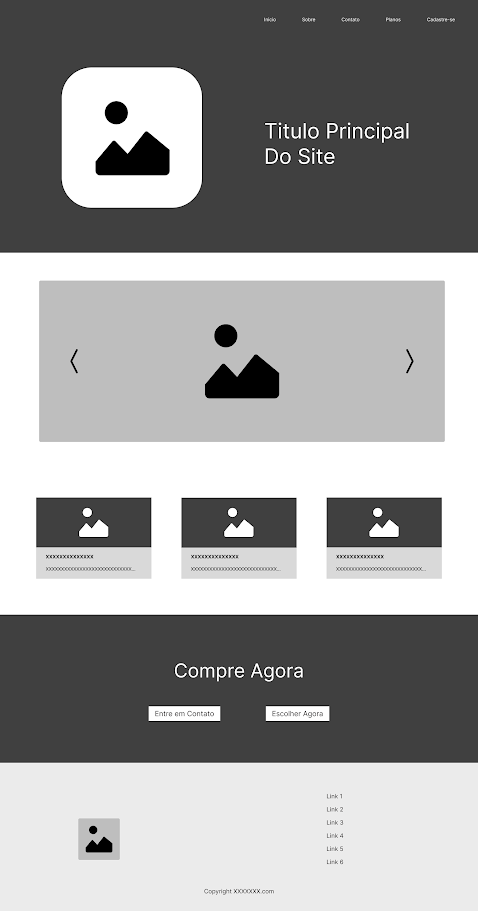 Início Sobre Contato Planos Cadastre-se
Titulo Principal
Do Site
xxxxxxxxxxxxxx
xxxxxxxxxxxxxxxxxxxxxxxxxxxxx...
xxxxxxxxxxxxxx
xxxxxxxxxxxxxxxxxxxxxxxxxxxxx...
xxxxxxxxxxxxxx
xxxxxxxxxxxxxxxxxxxxxxxxxxxxx...
Compre Agora
Entre em Contato
Escolher Agora
Link 1
Link 2
Link 3
Link 4
Link 5
Link 6
Copyright XXXXXXX.com